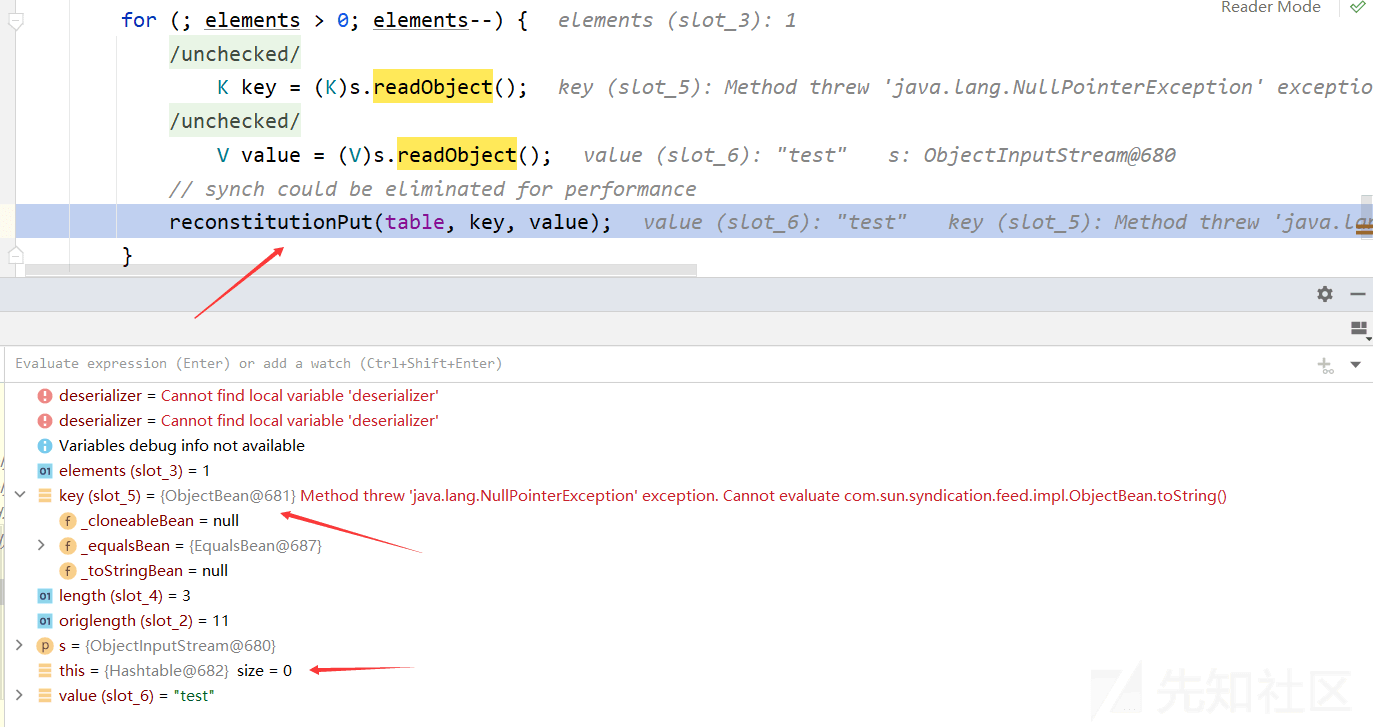 Reader Mode
for (; elements > 0; elements--) { elements (slot_3): 1
/unchecked/
K key = (K)s.readObject(); key (slot_5): Method threw 'java.lang.NullPointerException' exceptio
/unchecked/
V value = (V)s.readObject(); value (slot_6): "test" s: ObjectInputStream@680
// synch could be eliminated for performance
reconstitutionPut(table, key, value); value (slot_6): "test" key (slot_5): Method threw 'java.lan
}
Evaluate expression (Enter) or add a watch (Ctrl+Shift+Enter)
deserializer = Cannot find local variable 'deserializer'
deserializer = Cannot find local variable 'deserializer'
Variables debug info not available
01 elements (slot_3) = 1
key (slot_5) = {ObjectBean@681} Method threw 'java.lang.NullPointerException' exception. Cannot evaluate com.sun.syndication.feed.impl.ObjectBean.toString()
f _cloneableBean = null
f _equalsBean = {EqualsBean@687}
f _toStringBean = null
01 length (slot_4) = 3
01 origlength (slot_2) = 11
p s = {ObjectInputStream@680}
this = {Hashtable@682} size = 0
value (slot_6) = "test"
先知社区